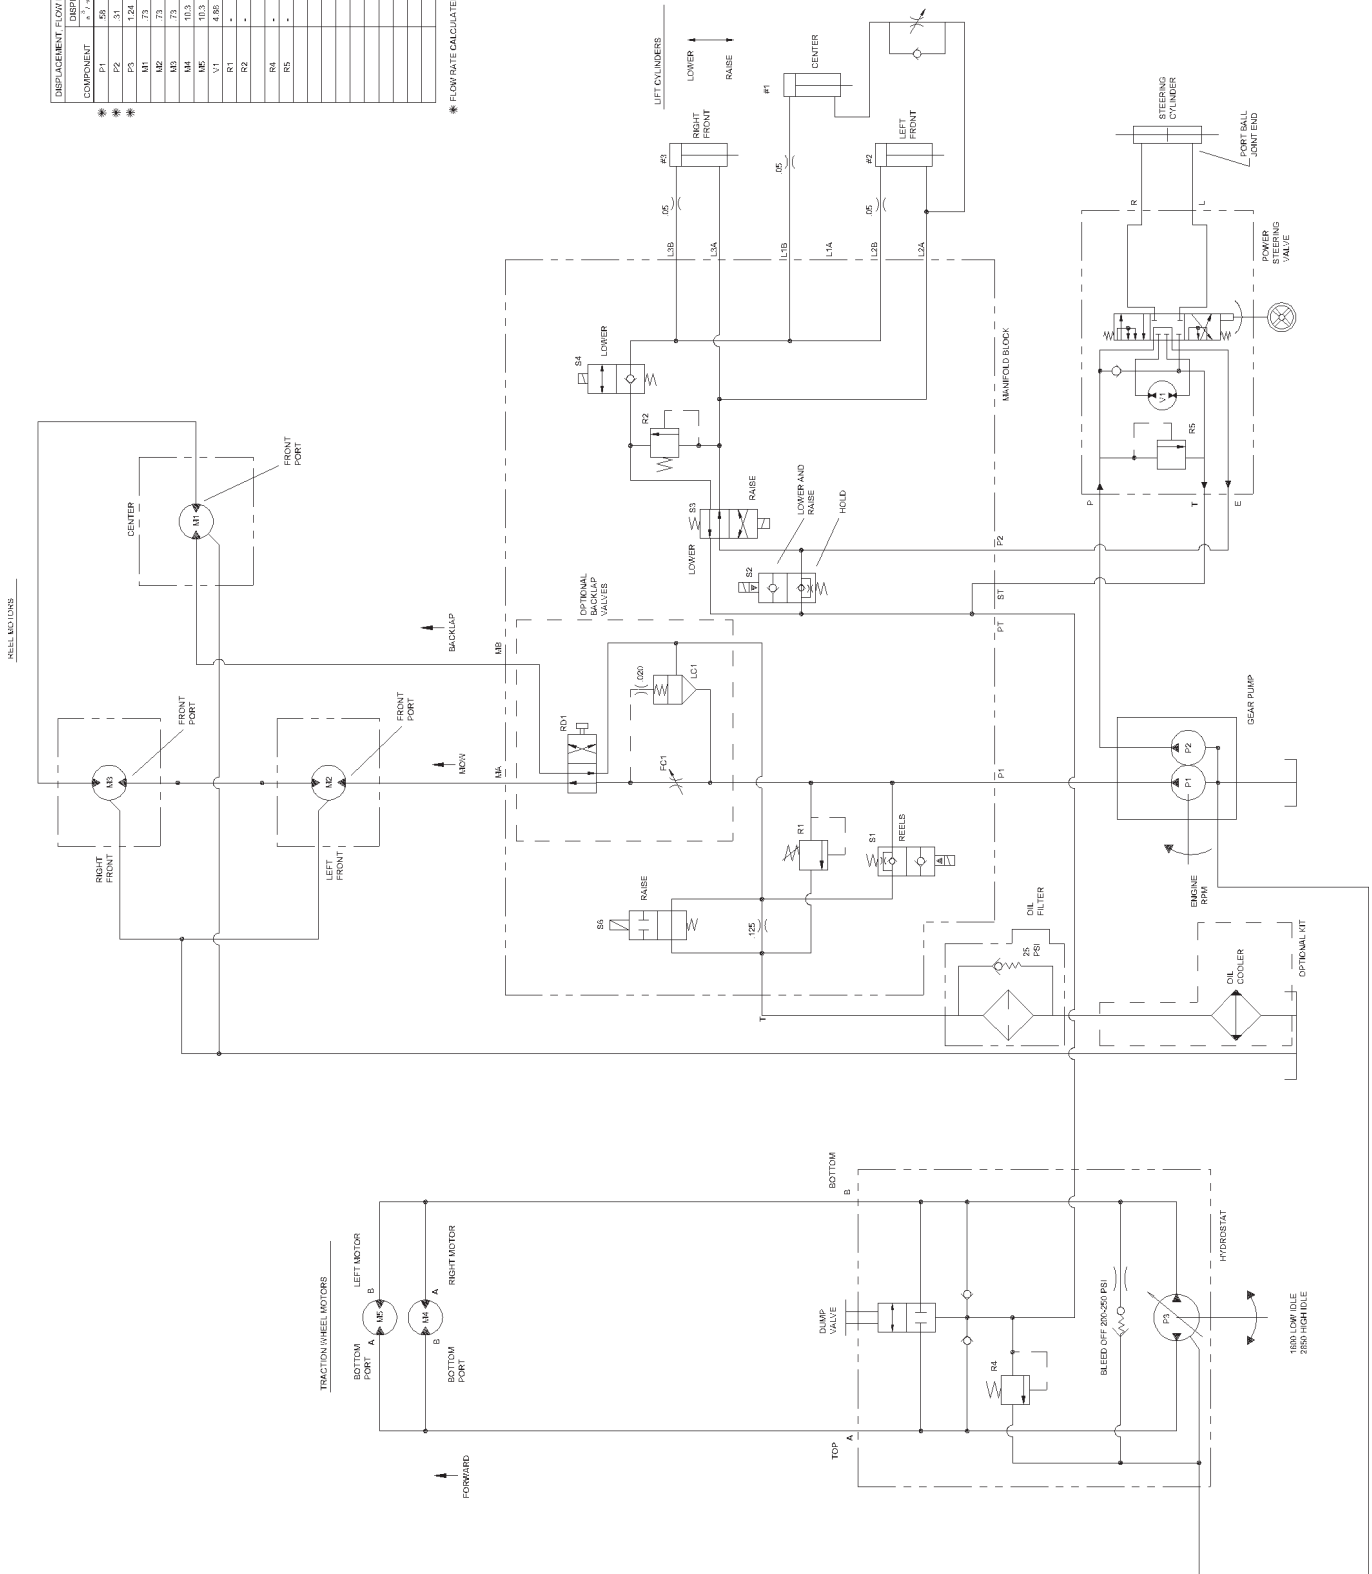 DISPLACEMENT, FLOW
COMPONENT
P1 .58
P2 .31
P3 1.24
M1 .73
M2 .73
M3 .73
M4 10.3
M5 10.3
V1 4.88
R1 -
R2 -
R4 -
R5 -
* FLOW RATE CALCULATE
LIFT CYLINDERS
LOWER
RAISE
#1
CENTER
#3
RIGHT
FRONT
#2
LEFT
FRONT
.05
.05
.05
L3B
L3A
L1B
L1A
L2B
L2A
STEERING
CYLINDER
PORT BALL
JOINT END
R
L
POWER
STEERING
VALVE
V1
R5
P
T
E
S4
LOWER
R2
MANIFOLD BLOCK
S3
RAISE
LOWER
S2
LOWER AND
RAISE
HOLD
P2
ST
PT
REEL MOTORS
CENTER
M1
FRONT
PORT
BACKLAP
MB
OPTIONAL
BACKLAP
VALVES
RD1
.020
LC1
FC1
M3
FRONT
PORT
RIGHT
FRONT
M2
FRONT
PORT
LEFT
FRONT
MOW
MA
P1
R1
S1
REELS
S6
RAISE
.125
T
GEAR PUMP
P2
P1
ENGINE
RPM
OIL
FILTER
25
PSI
OIL
COOLER
OPTIONAL KIT
TRACTION WHEEL MOTORS
LEFT MOTOR
B
M5
A
BOTTOM
PORT
RIGHT MOTOR
A
M4
B
BOTTOM
PORT
FORWARD
BOTTOM
B
TOP
A
DUMP
VALVE
R4
BLEED OFF 200-250 PSI
P3
HYDROSTAT
1600 LOW IDLE
2850 HIGH IDLE